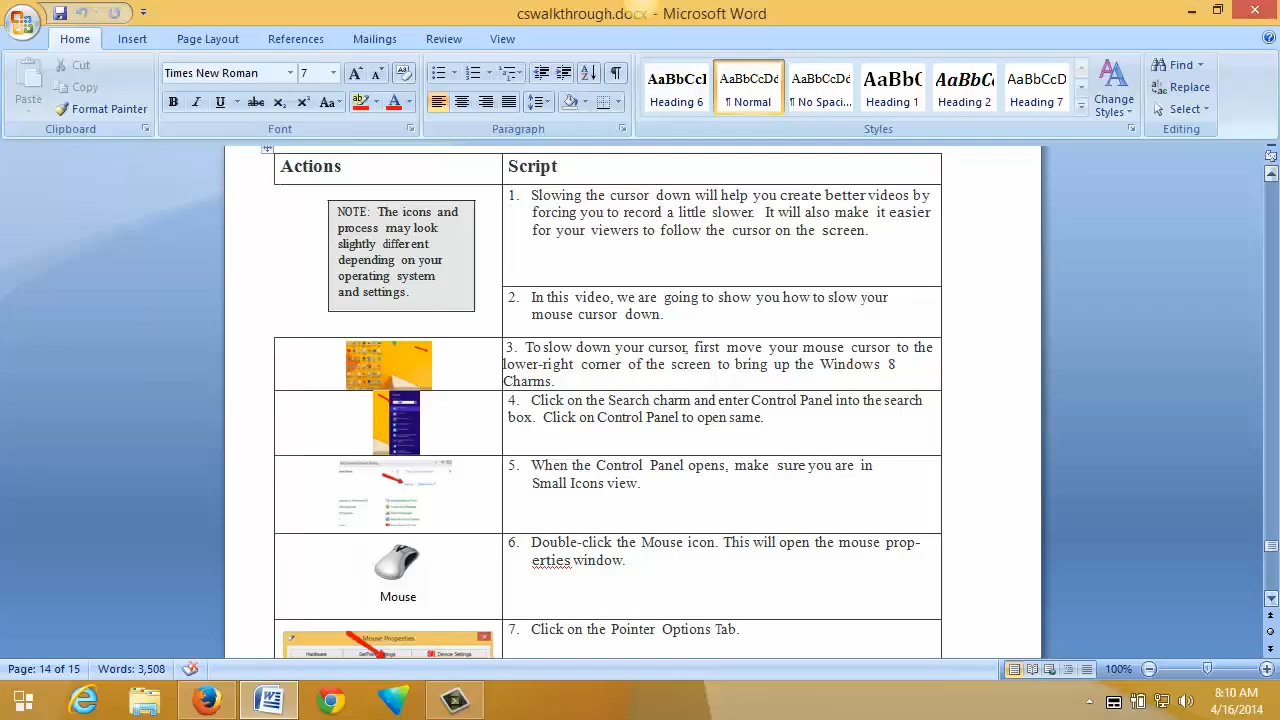 cswalkthrough.docx - Microsoft Word
Home Insert Page Layout References Mailings Review View
Paste Cut Copy Format Painter
Clipboard
Times New Roman 7
Font
Paragraph
AaBbCcI AaBbCcDd AaBbCcDd AaBbC AaBbCc AaBbCcD
Heading 6 ¶ Normal ¶ No Spaci... Heading 1 Heading 2 Heading 7
Change Styles
Styles
Find Replace Select
Editing
Actions Script
NOTE: The icons and
process may look
slightly different
depending on your
operating system
and settings.
1. Slowing the cursor down will help you create better videos by
forcing you to record a little slower. It will also make it easier
for your viewers to follow the cursor on the screen.
2. In this video, we are going to show you how to slow your
mouse cursor down.
3. To slow down your cursor, first move your mouse cursor to the
lower-right corner of the screen to bring up the Windows 8
Charms.
4. Click on the Search charm and enter Control Panel into the search
box. Click on Control Panel to open same.
5. When the Control Panel opens, make sure you are in
Small Icons view.
6. Double-click the Mouse icon. This will open the mouse prop-
erties window.
Mouse
7. Click on the Pointer Options Tab.
Mouse Properties
Hardware Device Settings
Page: 14 of 15 Words: 3,508 100%
8:10 AM
4/16/2014